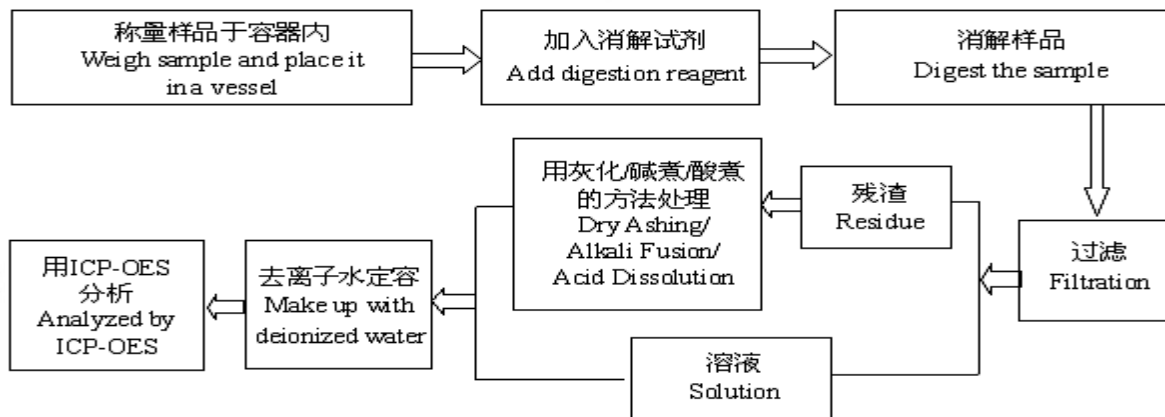 称量样品于容器内
Weigh sample and place it
in a vessel
加入消解试剂
Add digestion reagent
消解样品
Digest the sample
过滤
Filtration
残渣
Residue
用灰化/碱煮/酸煮
的方法处理
Dry Ashing/
Alkali Fusion/
Acid Dissolution
溶液
Solution
去离子水定容
Make up with
deionized water
用ICP-OES
分析
Analyzed by
ICP-OES